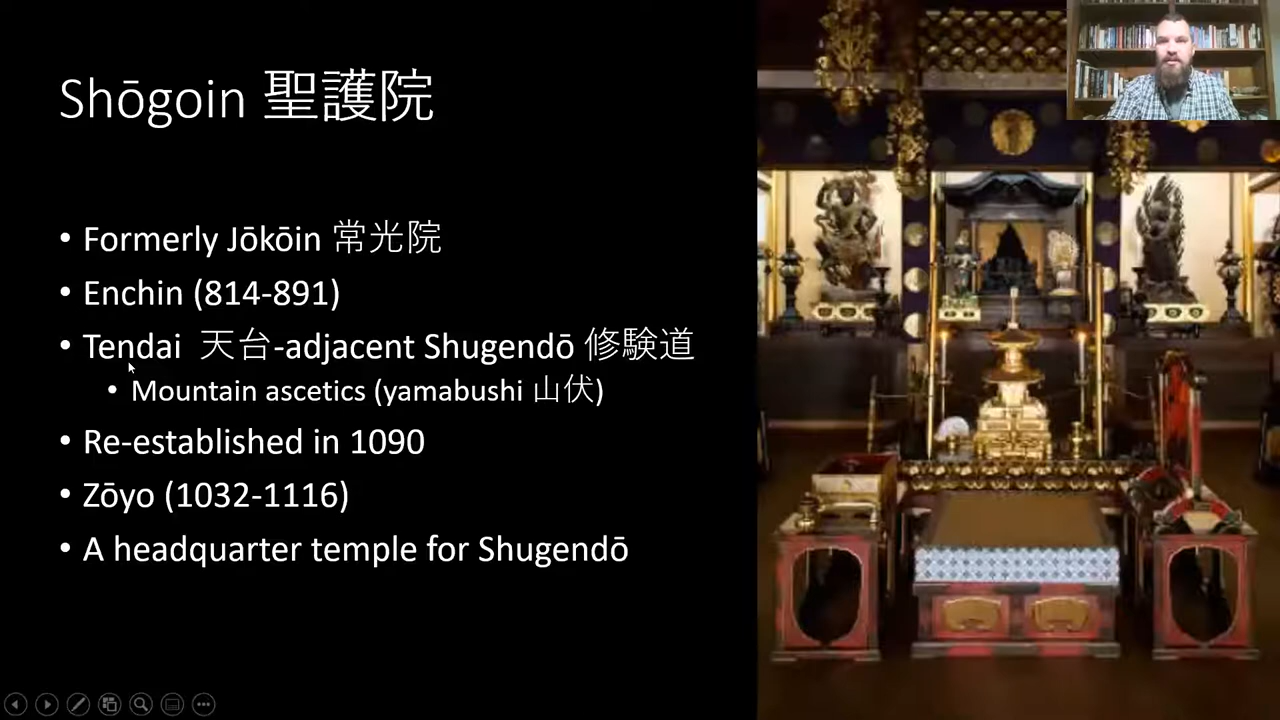 Shōgoin 聖護院
• Formerly Jōkōin 常光院
• Enchin (814-891)
• Tendai 天台-adjacent Shugendō 修験道
• Mountain ascetics (yamabushi 山伏)
• Re-established in 1090
• Zōyo (1032-1116)
• A headquarter temple for Shugendō